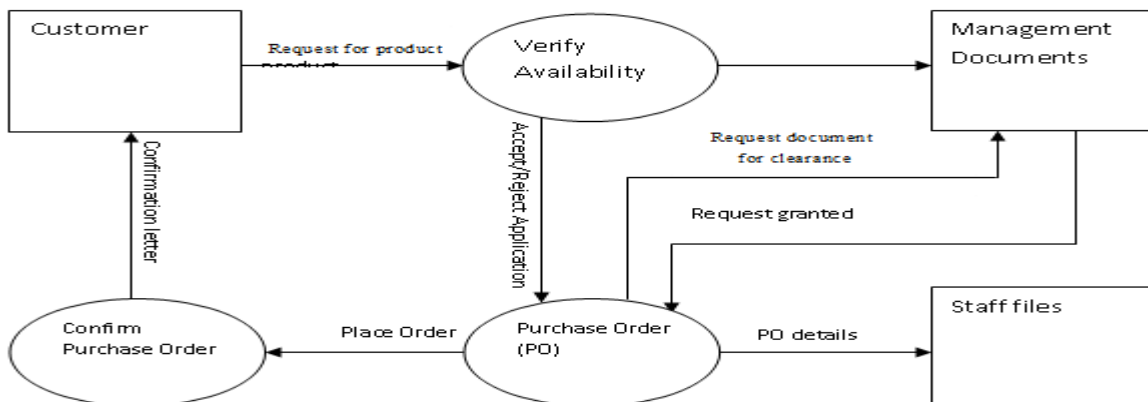 Customer
Request for product
product
Verify
Availability
Management
Documents
Accept/Reject Application
Request document
for clearance
Request granted
Confirmation letter
Confirm
Purchase Order
Place Order
Purchase Order
(PO)
PO details
Staff files